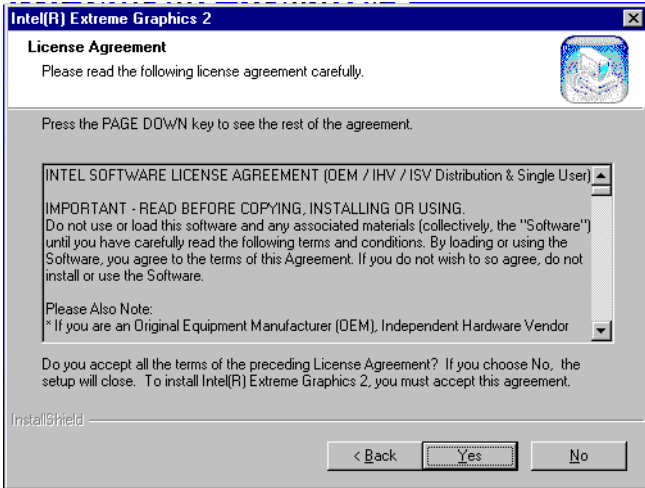 Intel(R) Extreme Graphics 2
License Agreement
Please read the following license agreement carefully.
Press the PAGE DOWN key to see the rest of the agreement.
INTEL SOFTWARE LICENSE AGREEMENT (OEM / IHV / ISV Distribution & Single User)
IMPORTANT - READ BEFORE COPYING, INSTALLING OR USING.
Do not use or load this software and any associated materials (collectively, the "Software")
until you have carefully read the following terms and conditions. By loading or using the
Software, you agree to the terms of this Agreement. If you do not wish to so agree, do not
install or use the Software.
Please Also Note:
* If you are an Original Equipment Manufacturer (OEM), Independent Hardware Vendor
Do you accept all the terms of the preceding License Agreement? If you choose No, the
setup will close. To install Intel(R) Extreme Graphics 2, you must accept this agreement.
InstallShield
< Back Yes No